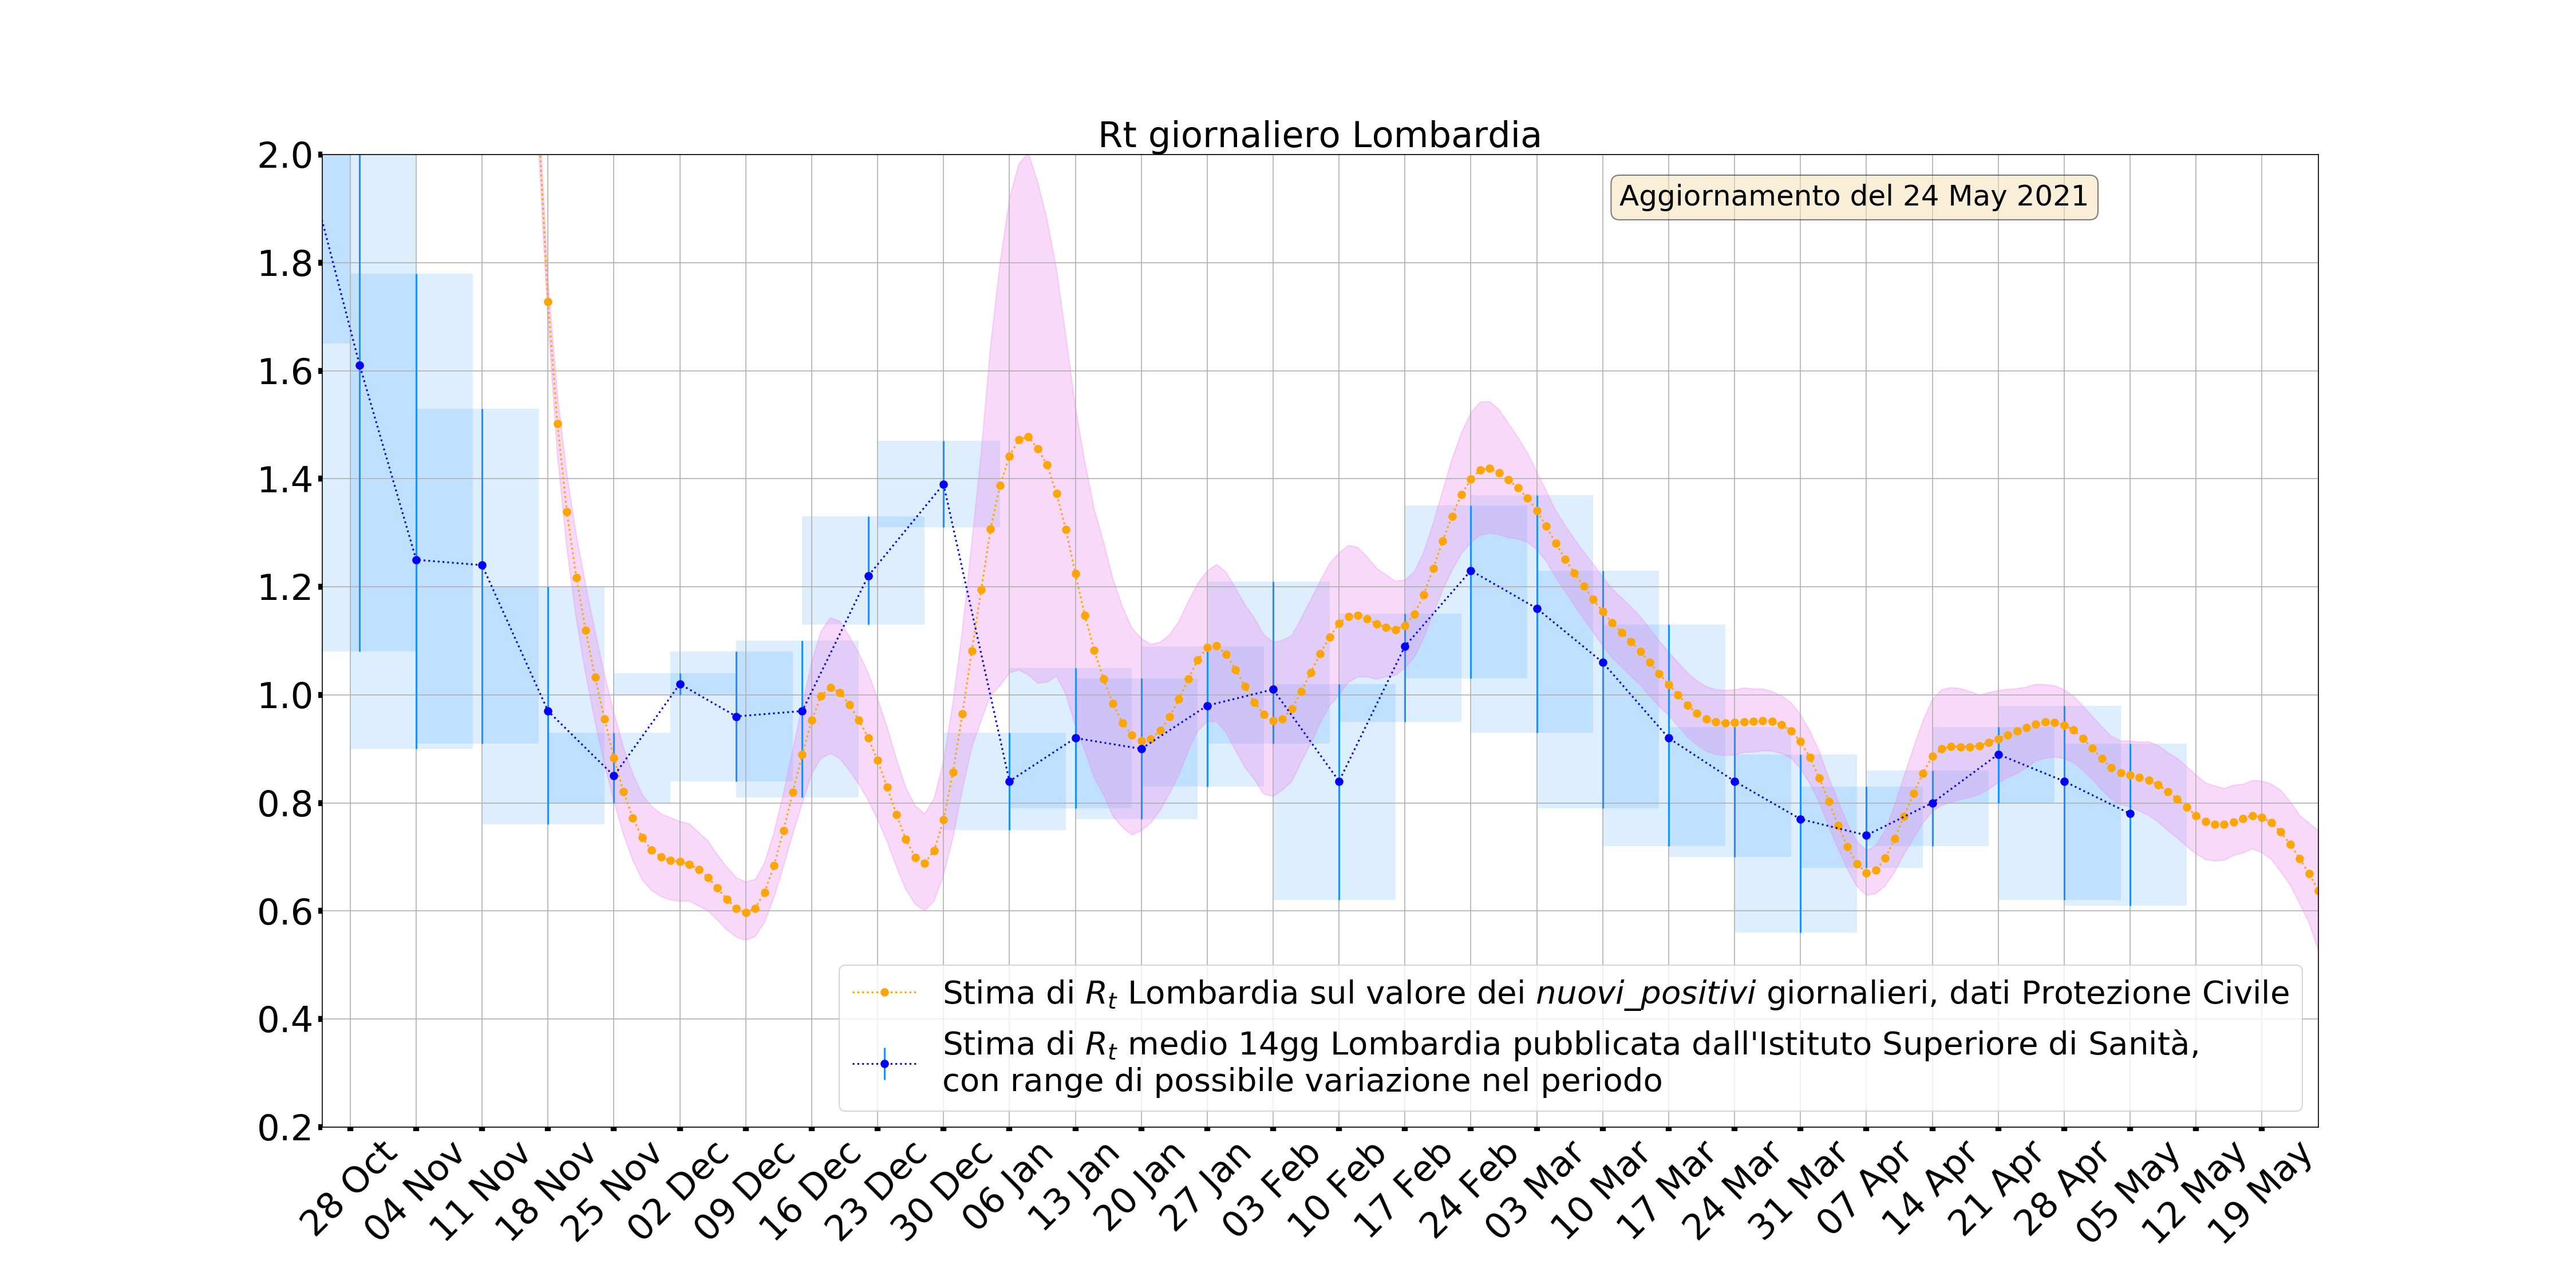 Rt giornaliero Lombardia
Aggiornamento del 24 May 2021
2.0
1.8
1.6
1.4
1.2
1.0
0.8
0.6
0.4
0.2
Stima di Rt Lombardia sul valore dei nuovi_positivi giornalieri, dati Protezione Civile
Stima di Rt medio 14gg Lombardia pubblicata dall'Istituto Superiore di Sanità,
con range di possibile variazione nel periodo
28 Oct
04 Nov
11 Nov
18 Nov
25 Nov
02 Dec
09 Dec
16 Dec
23 Dec
30 Dec
06 Jan
13 Jan
20 Jan
27 Jan
03 Feb
10 Feb
17 Feb
24 Feb
03 Mar
10 Mar
17 Mar
24 Mar
31 Mar
07 Apr
14 Apr
21 Apr
28 Apr
05 May
12 May
19 May